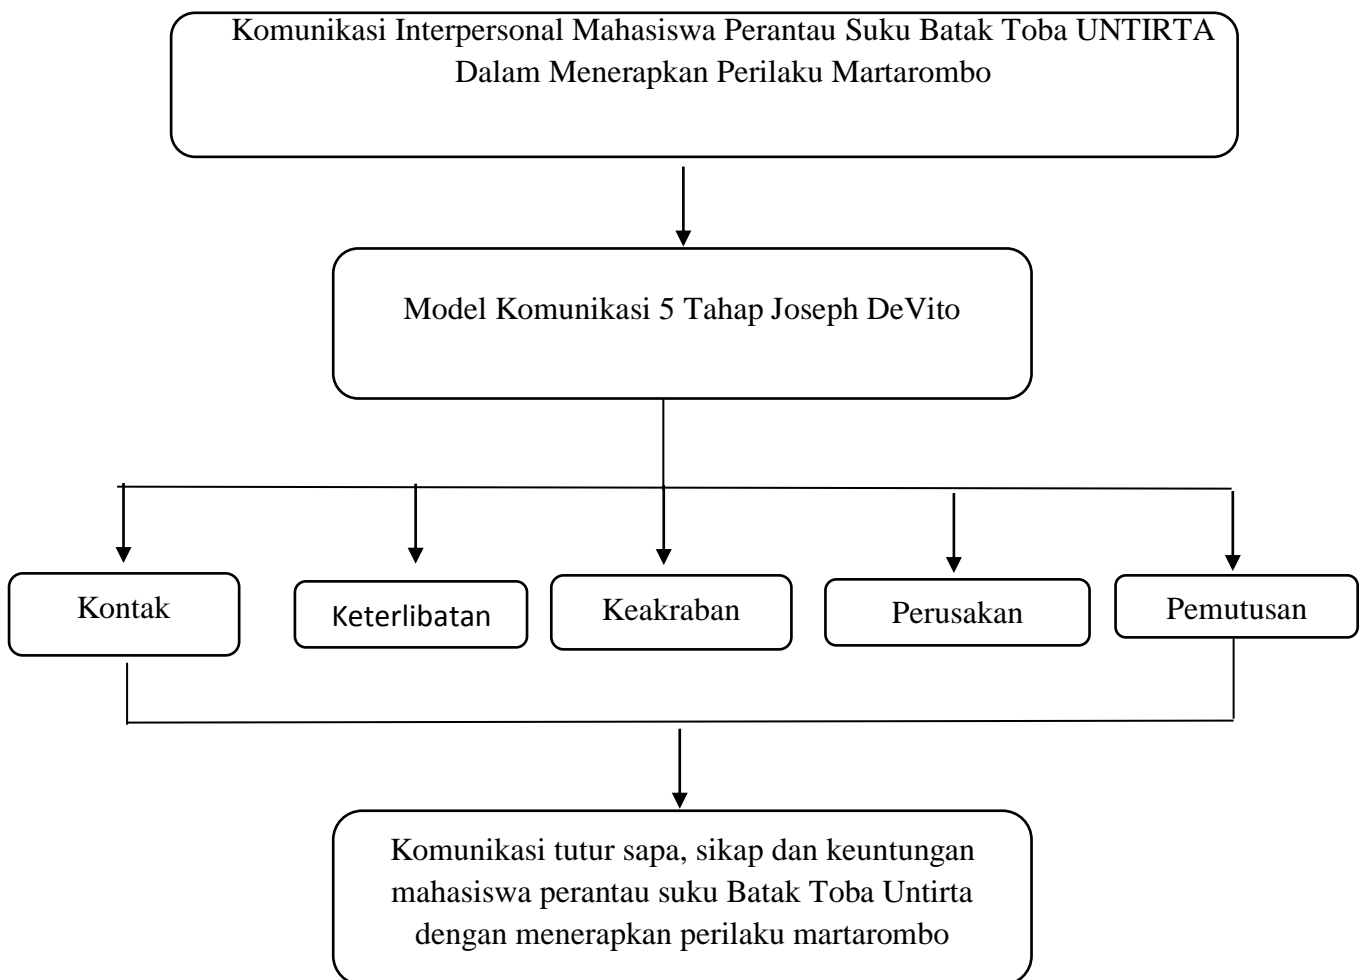 Komunikasi Interpersonal Mahasiswa Perantau Suku Batak Toba UNTIRTA
Dalam Menerapkan Perilaku Martarombo
Model Komunikasi 5 Tahap Joseph DeVito
Kontak
Keterlibatan
Keakraban
Perusakan
Pemutusan
Komunikasi tutur sapa, sikap dan keuntungan
mahasiswa perantau suku Batak Toba Untirta
dengan menerapkan perilaku martarombo